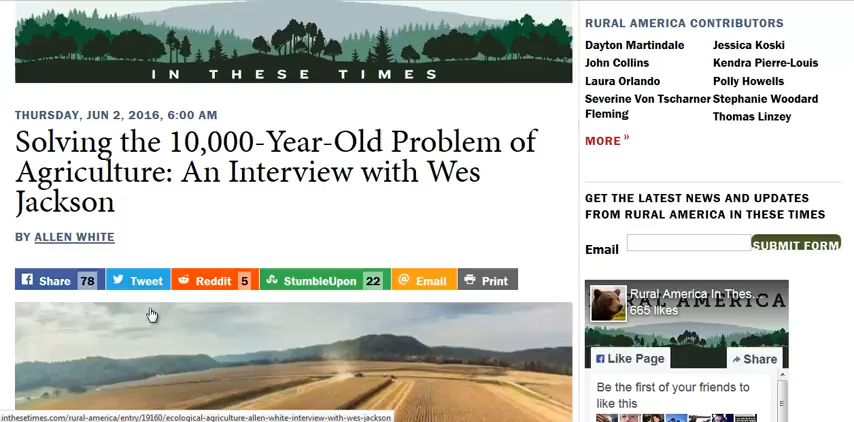 IN THESE TIMES
THURSDAY, JUN 2, 2016, 6:00 AM
Solving the 10,000-Year-Old Problem of
Agriculture: An Interview with Wes
Jackson
BY ALLEN WHITE
Share 78 Tweet Reddit 5 StumbleUpon 22 Email Print
inthesetimes.com/rural-america/entry/19160/ecological-agriculture-allen-white-interview-with-wes-jackson
RURAL AMERICA CONTRIBUTORS
Dayton Martindale Jessica Koski
John Collins Kendra Pierre-Louis
Laura Orlando Polly Howells
Severine Von Tscharner Stephanie Woodard
Fleming Thomas Linzey
MORE »
GET THE LATEST NEWS AND UPDATES
FROM RURAL AMERICA IN THESE TIMES
Email SUBMIT FORM
Rural America In Thes...
AMERICA
665 likes
Like Page Share
Be the first of your friends to
like this